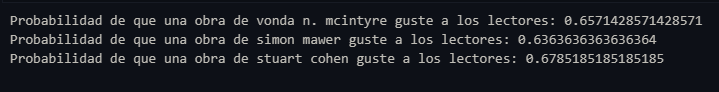 Probabilidad de que una obra de vonda n. mcintyre guste a los lectores: 0.6571428571428571
Probabilidad de que una obra de simon mawer guste a los lectores: 0.6363636363636364
Probabilidad de que una obra de stuart cohen guste a los lectores: 0.6785185185185185